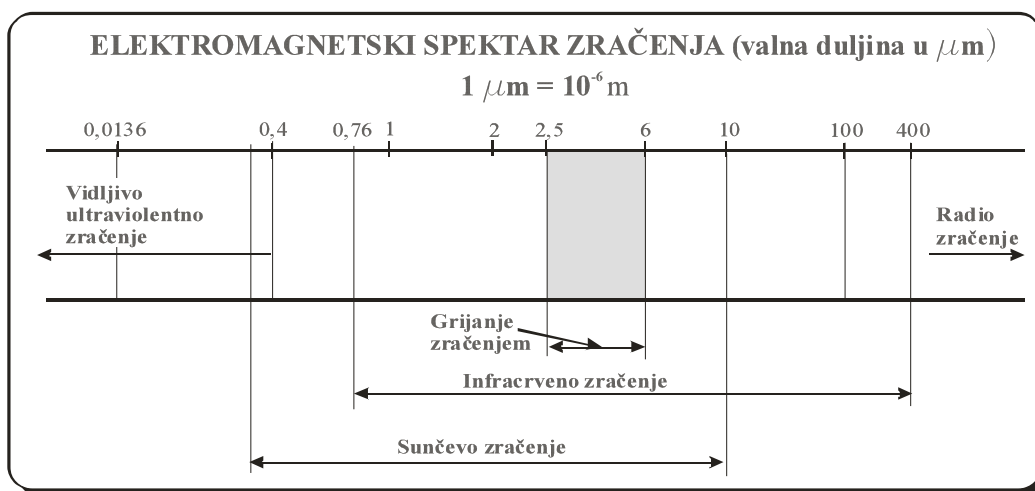 ELEKTROMAGNETSKI SPEKTAR ZRAČENJA (valna duljina u μm)
1 μm = 10⁻⁶ m
0,0136 0,4 0,76 1 2 2,5 6 10 100 400
Vidljivo
ultraviolentno
zračenje
Radio
zračenje
Grijanje
zračenjem
Infracrveno zračenje
Sunčevo zračenje